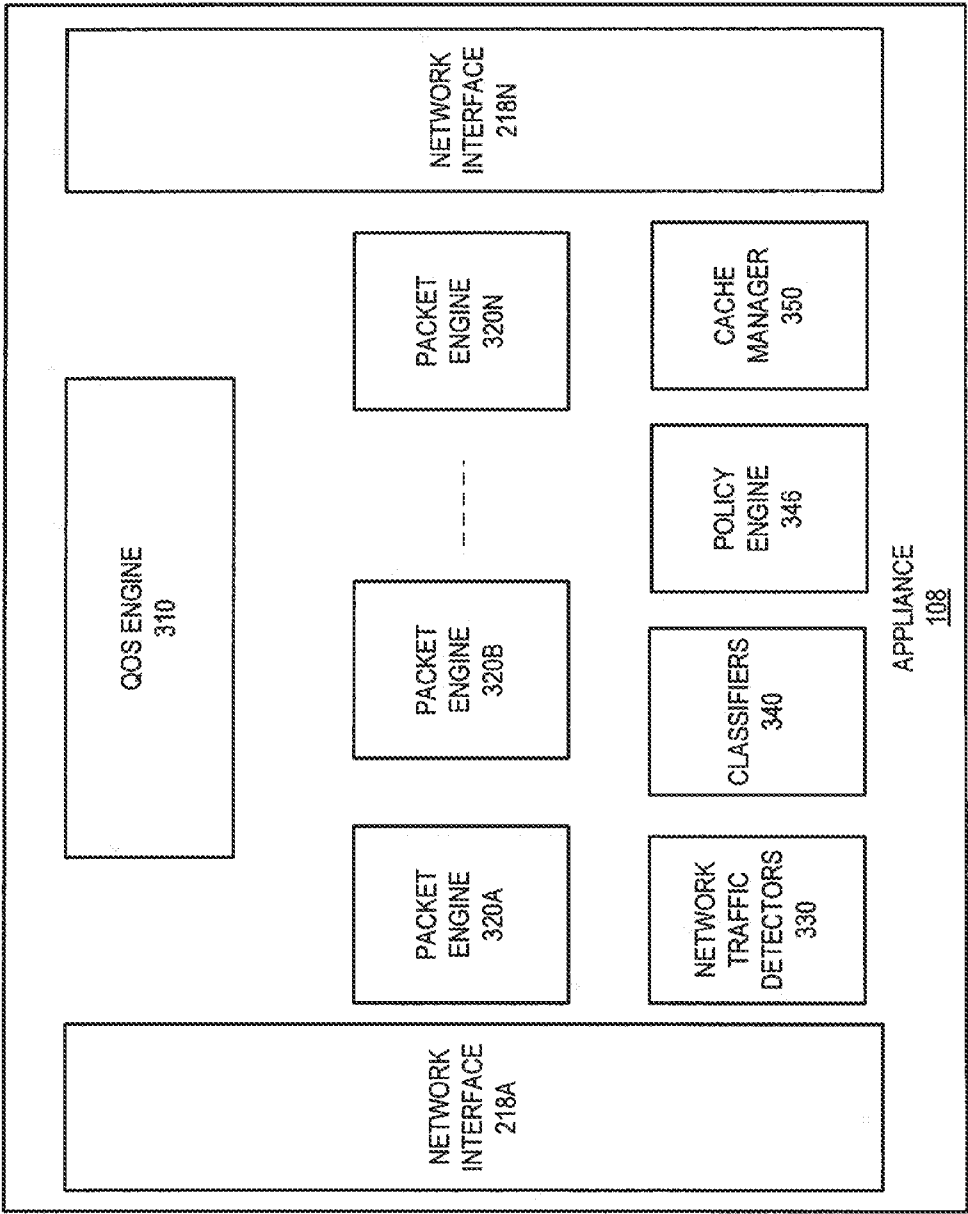 QOS ENGINE
310
NETWORK
INTERFACE
218A
PACKET
ENGINE
320A
PACKET
ENGINE
320B
PACKET
ENGINE
320N
NETWORK
INTERFACE
218N
NETWORK
TRAFFIC
DETECTORS
330
CLASSIFIERS
340
POLICY
ENGINE
346
CACHE
MANAGER
350
APPLIANCE
108